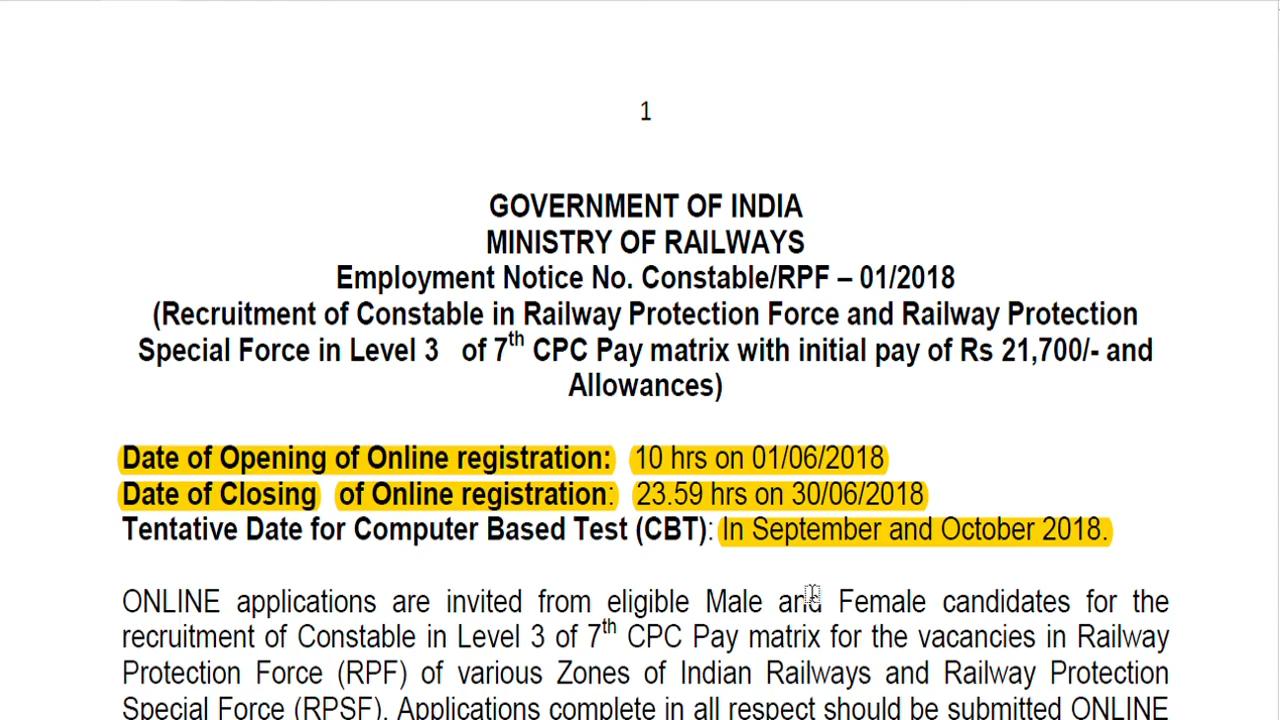 1
GOVERNMENT OF INDIA
MINISTRY OF RAILWAYS
Employment Notice No. Constable/RPF – 01/2018
(Recruitment of Constable in Railway Protection Force and Railway Protection
Special Force in Level 3 of 7th CPC Pay matrix with initial pay of Rs 21,700/- and
Allowances)
Date of Opening of Online registration: 10 hrs on 01/06/2018
Date of Closing of Online registration: 23.59 hrs on 30/06/2018
Tentative Date for Computer Based Test (CBT): In September and October 2018.
ONLINE applications are invited from eligible Male and Female candidates for the
recruitment of Constable in Level 3 of 7th CPC Pay matrix for the vacancies in Railway
Protection Force (RPF) of various Zones of Indian Railways and Railway Protection
Special Force (RPSF). Applications complete in all respect should be submitted ONLINE